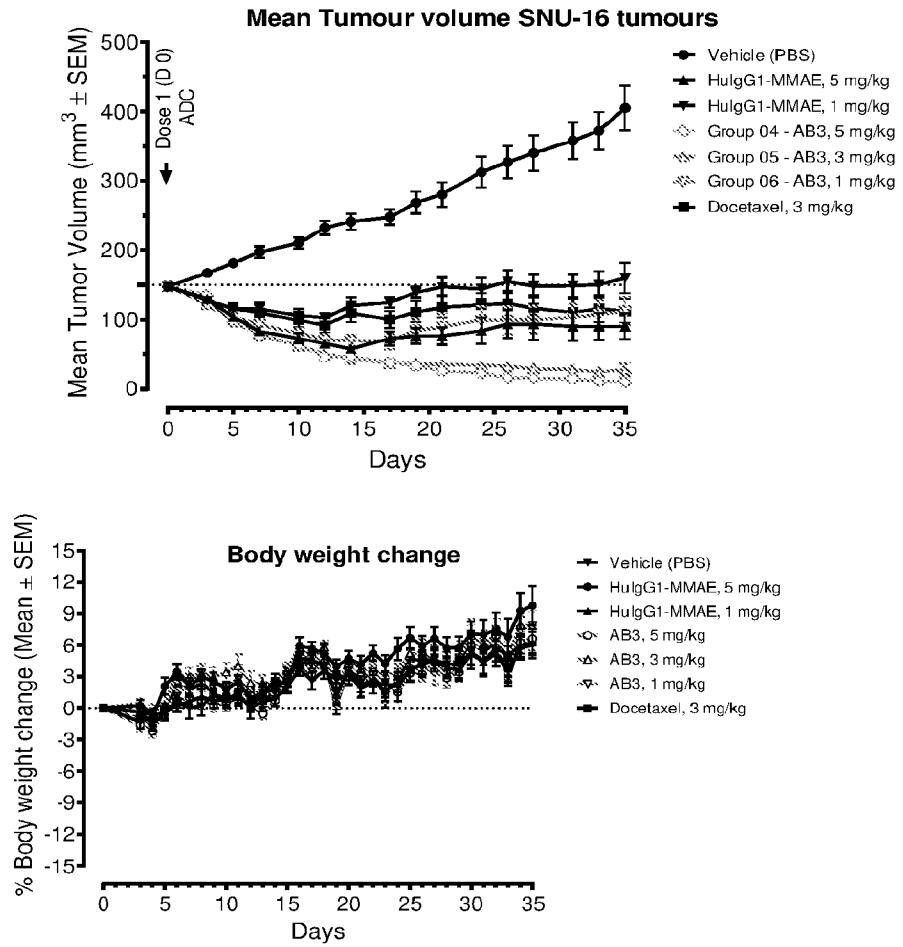 Mean Tumour volume SNU-16 tumours
Mean Tumor Volume (mm³ ± SEM)
500
400
300
200
100
0
Dose 1 (D 0)
ADC
0 5 10 15 20 25 30 35
Days
Vehicle (PBS)
HuIgG1-MMAE, 5 mg/kg
HuIgG1-MMAE, 1 mg/kg
Group 04 - AB3, 5 mg/kg
Group 05 - AB3, 3 mg/kg
Group 06 - AB3, 1 mg/kg
Docetaxel, 3 mg/kg
Body weight change
% Body weight change (Mean ± SEM)
15
12
9
6
3
0
-3
-6
-9
-12
-15
0 5 10 15 20 25 30 35
Days
Vehicle (PBS)
HuIgG1-MMAE, 5 mg/kg
HuIgG1-MMAE, 1 mg/kg
AB3, 5 mg/kg
AB3, 3 mg/kg
AB3, 1 mg/kg
Docetaxel, 3 mg/kg